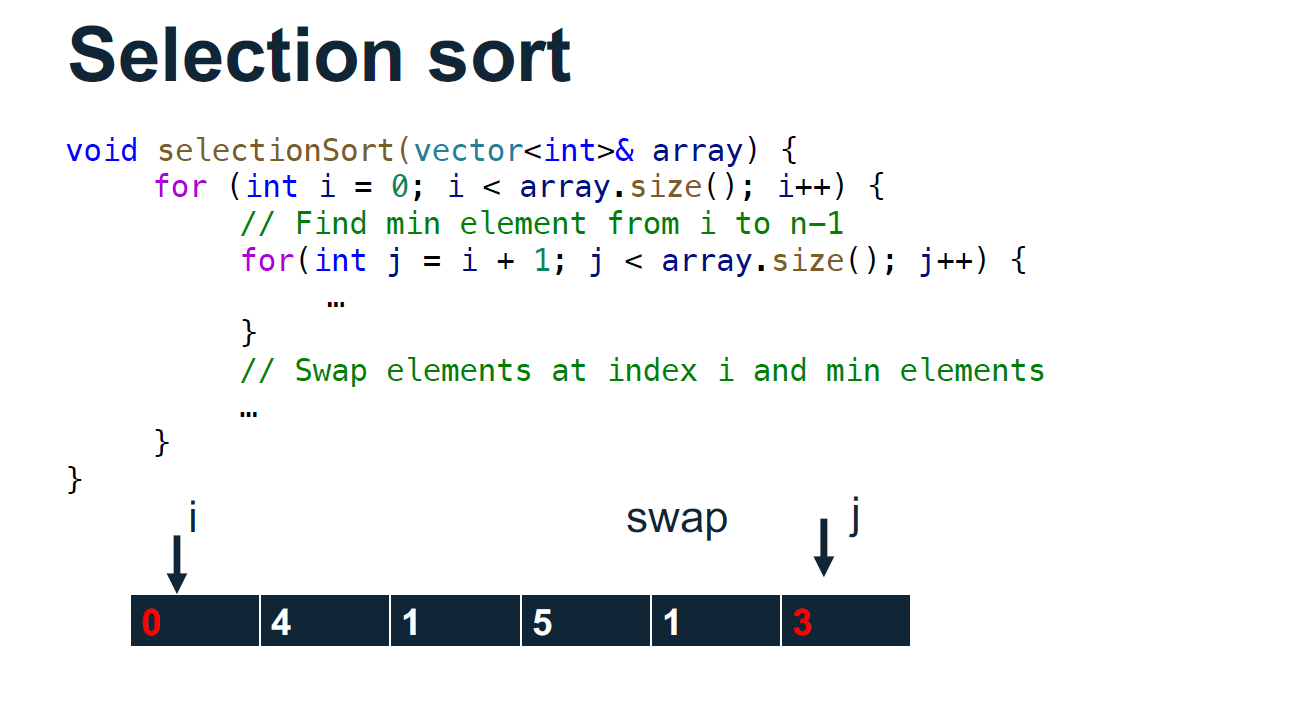 Selection sort
void selectionSort(vector<int>& array) {
for (int i = 0; i < array.size(); i++) {
// Find min element from i to n-1
for(int j = i + 1; j < array.size(); j++) {
…
}
// Swap elements at index i and min elements
…
}
}
i swap j
0 4 1 5 1 3